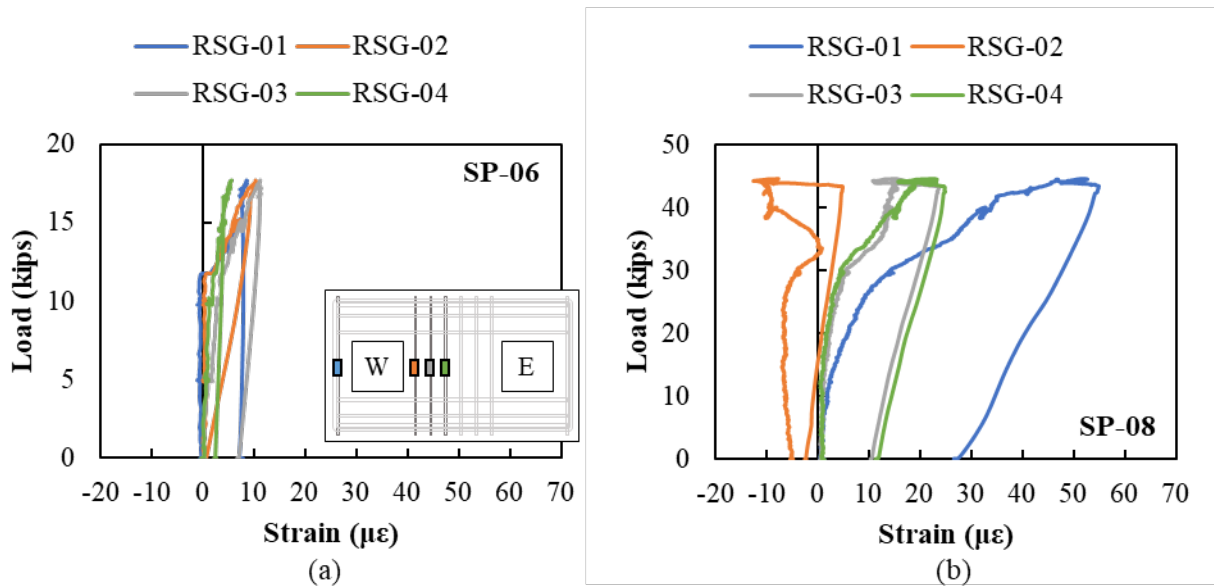 RSG-01 RSG-02
RSG-03 RSG-04
SP-06
Load (kips)
20
15
10
5
0
W E
-20 -10 0 10 20 30 40 50 60 70
Strain (με)
(a)
RSG-01 RSG-02
RSG-03 RSG-04
Load (kips)
50
40
30
20
10
0
SP-08
-20 -10 0 10 20 30 40 50 60 70
Strain (με)
(b)